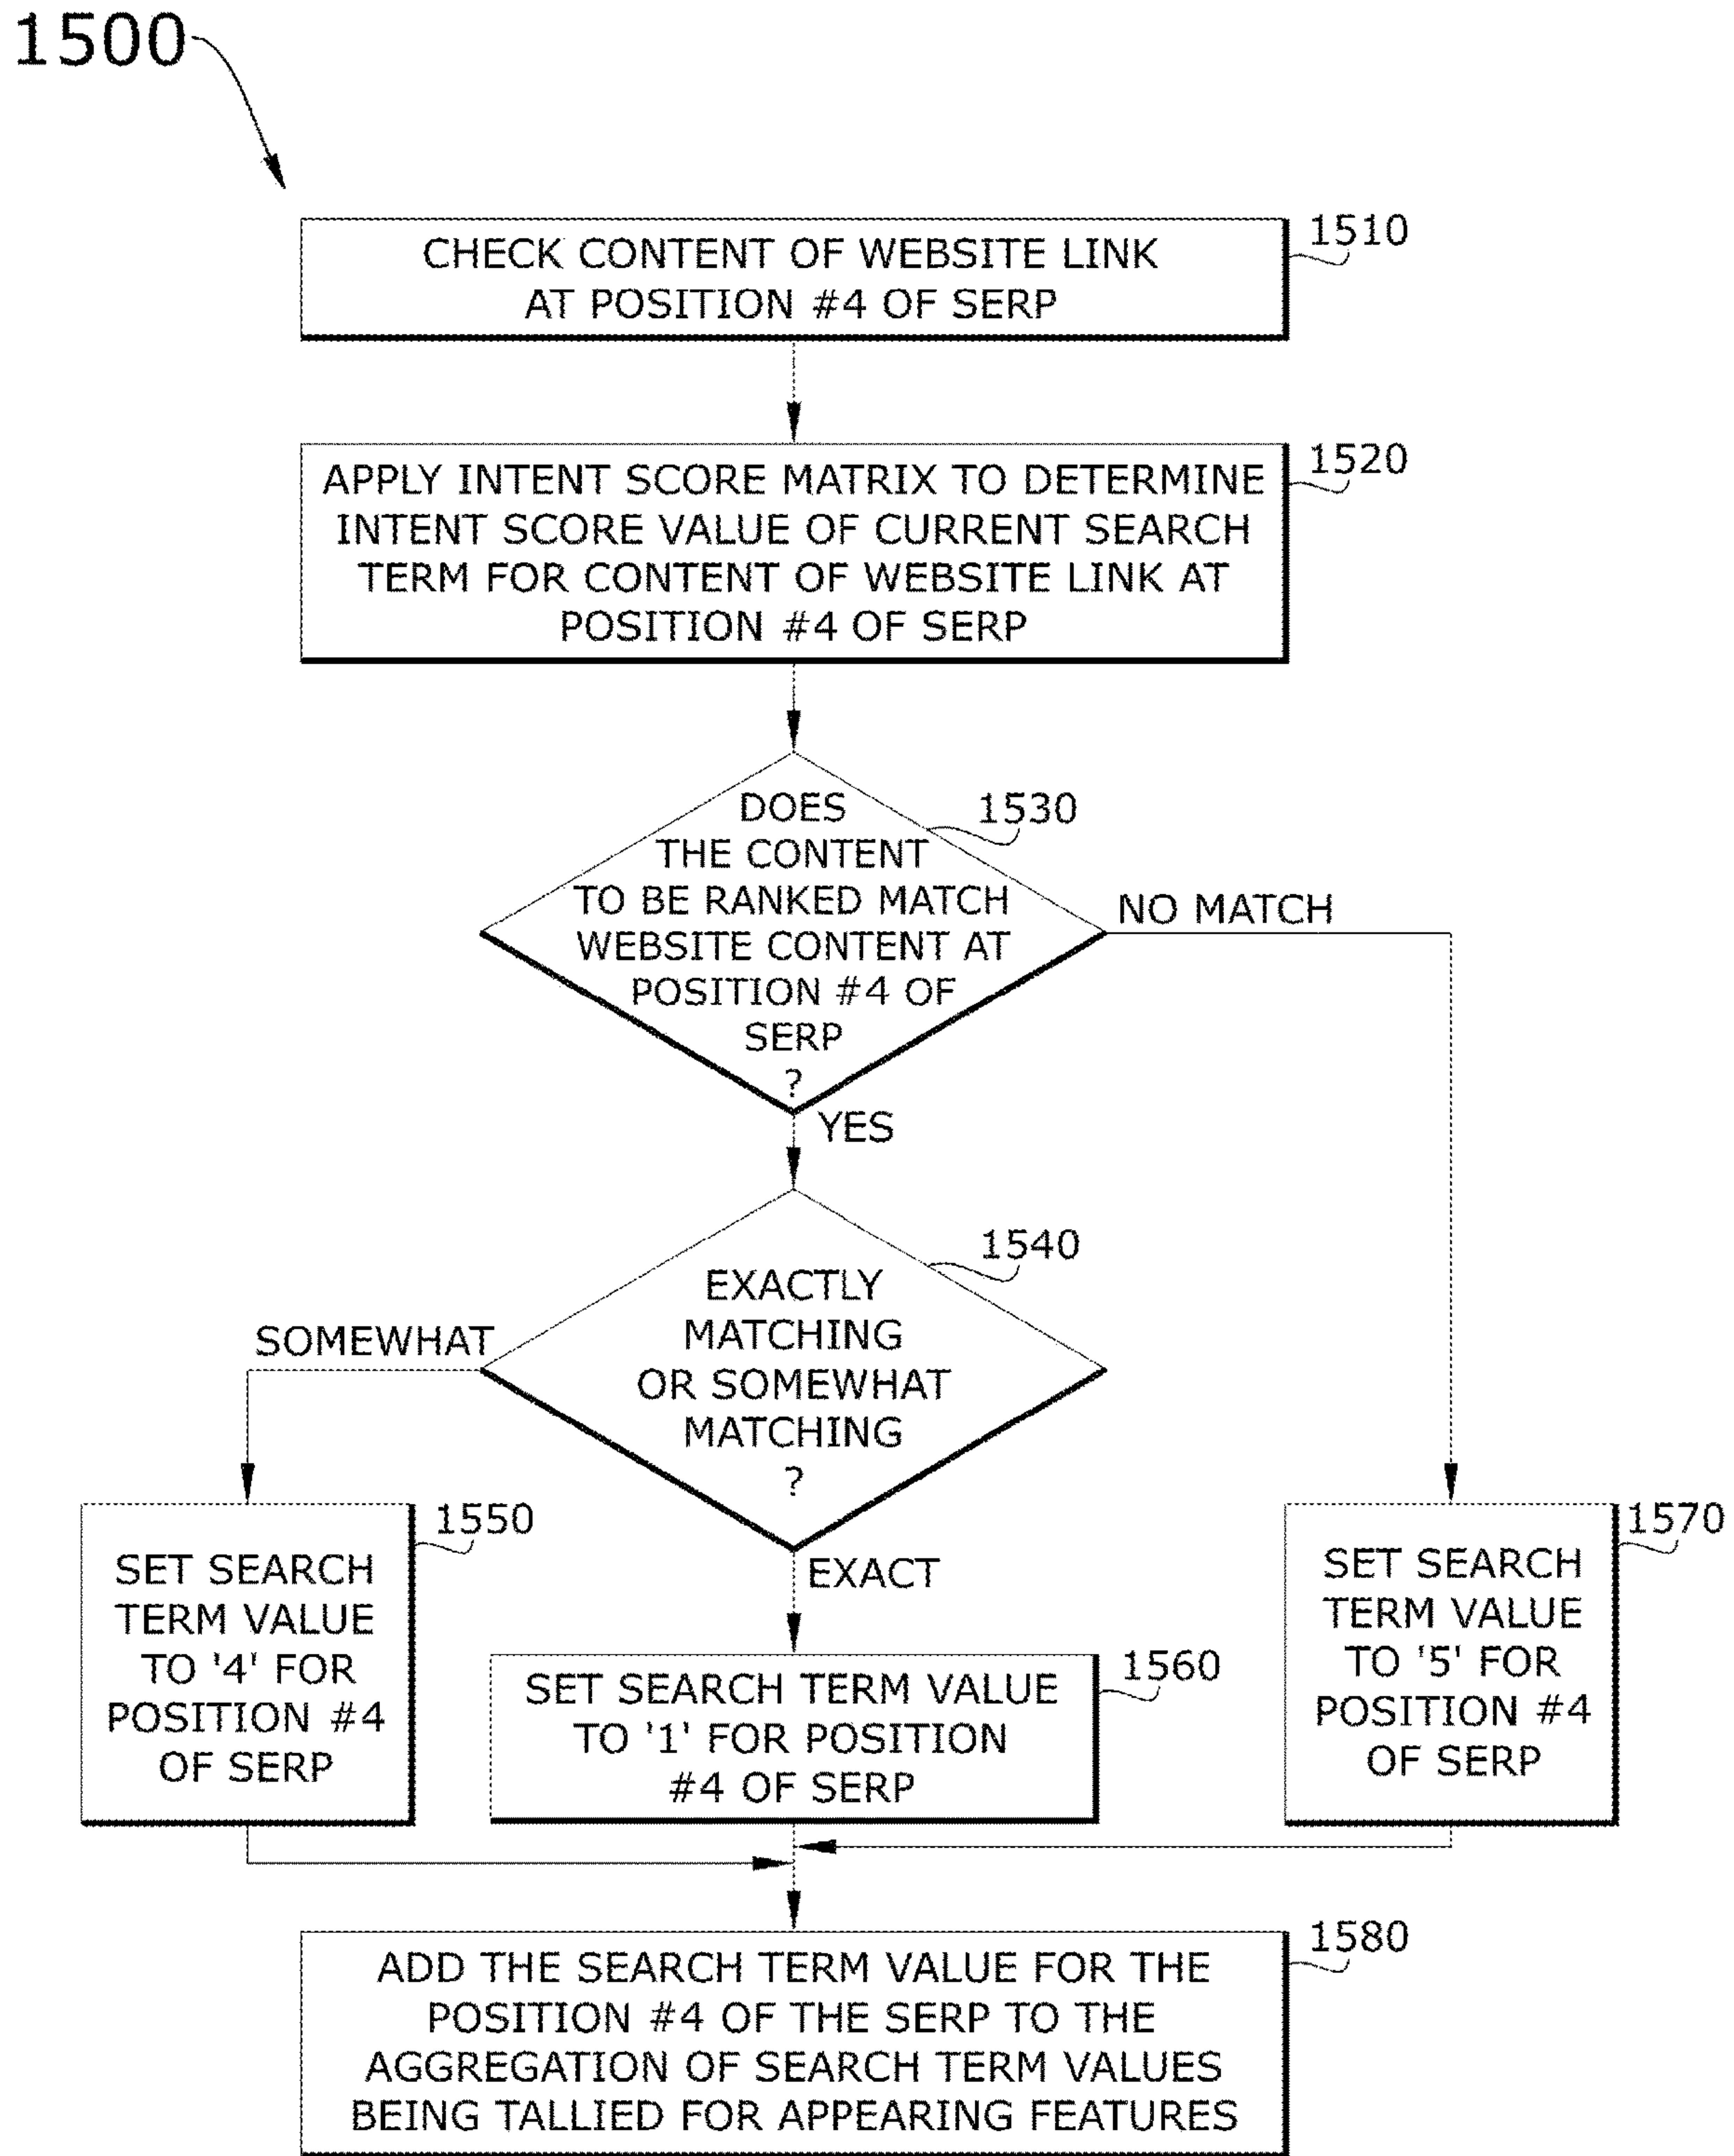 1500
1510
CHECK CONTENT OF WEBSITE LINK
AT POSITION #4 OF SERP
1520
APPLY INTENT SCORE MATRIX TO DETERMINE
INTENT SCORE VALUE OF CURRENT SEARCH
TERM FOR CONTENT OF WEBSITE LINK AT
POSITION #4 OF SERP
1530
DOES
THE CONTENT
TO BE RANKED MATCH
WEBSITE CONTENT AT
POSITION #4 OF
SERP
?
NO MATCH
YES
1540
EXACTLY
MATCHING
OR SOMEWHAT
MATCHING
?
SOMEWHAT
EXACT
1550
SET SEARCH
TERM VALUE
TO '4' FOR
POSITION #4
OF SERP
1560
SET SEARCH TERM VALUE
TO '1' FOR POSITION
#4 OF SERP
1570
SET SEARCH
TERM VALUE
TO '5' FOR
POSITION #4
OF SERP
1580
ADD THE SEARCH TERM VALUE FOR THE
POSITION #4 OF THE SERP TO THE
AGGREGATION OF SEARCH TERM VALUES
BEING TALLIED FOR APPEARING FEATURES